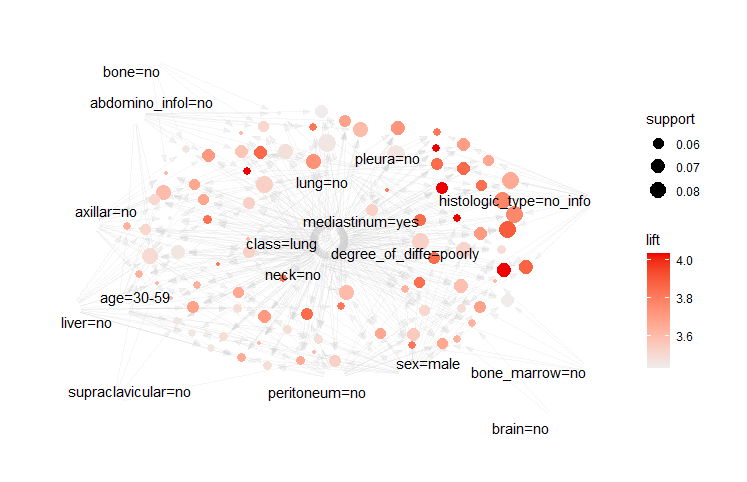 bone=no
abdomino_infol=no
support
0.06
0.07
0.08
pleura=no
lung=no
histologic_type=no_info
axillar=no
mediastinum=yes
class=lung
degree_of_diffe=poorly
neck=no
lift
4.0
3.8
3.6
age=30-59
liver=no
sex=male
bone_marrow=no
supraclavicular=no
peritoneum=no
brain=no